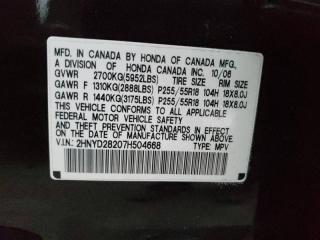 MFD. IN CANADA BY HONDA OF CANADA MFG.
A DIVISION OF HONDA CANADA INC. 10/06
GVWR 2700KG(5952LBS) TIRE SIZE RIM SIZE
GAWR F 1310KG(2888LBS) P255/55R18 104H 18X8.0J
GAWR R 1440KG(3175LBS) P255/55R18 104H 18X8.0J
THIS VEHICLE CONFORMS TO ALL APPLICABLE
FEDERAL MOTOR VEHICLE SAFETY AND
THEFT PREVENTION STANDARDS IN EFFECT ON
THE DATE OF MANUFACTURE SHOWN ABOVE.
V.I.N.: 2HNYD28207H504668 TYPE: MPV